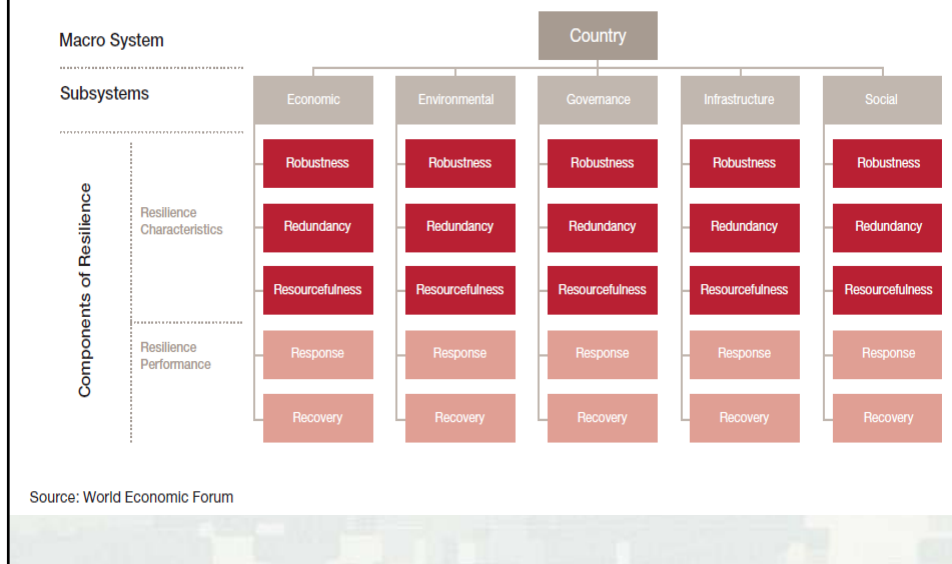 Macro System
Country
Subsystems
Economic
Environmental
Governance
Infrastructure
Social
Components of Resilience
Resilience
Characteristics
Robustness
Robustness
Robustness
Robustness
Robustness
Redundancy
Redundancy
Redundancy
Redundancy
Redundancy
Resourcefulness
Resourcefulness
Resourcefulness
Resourcefulness
Resourcefulness
Resilience
Performance
Response
Response
Response
Response
Response
Recovery
Recovery
Recovery
Recovery
Recovery
Source: World Economic Forum